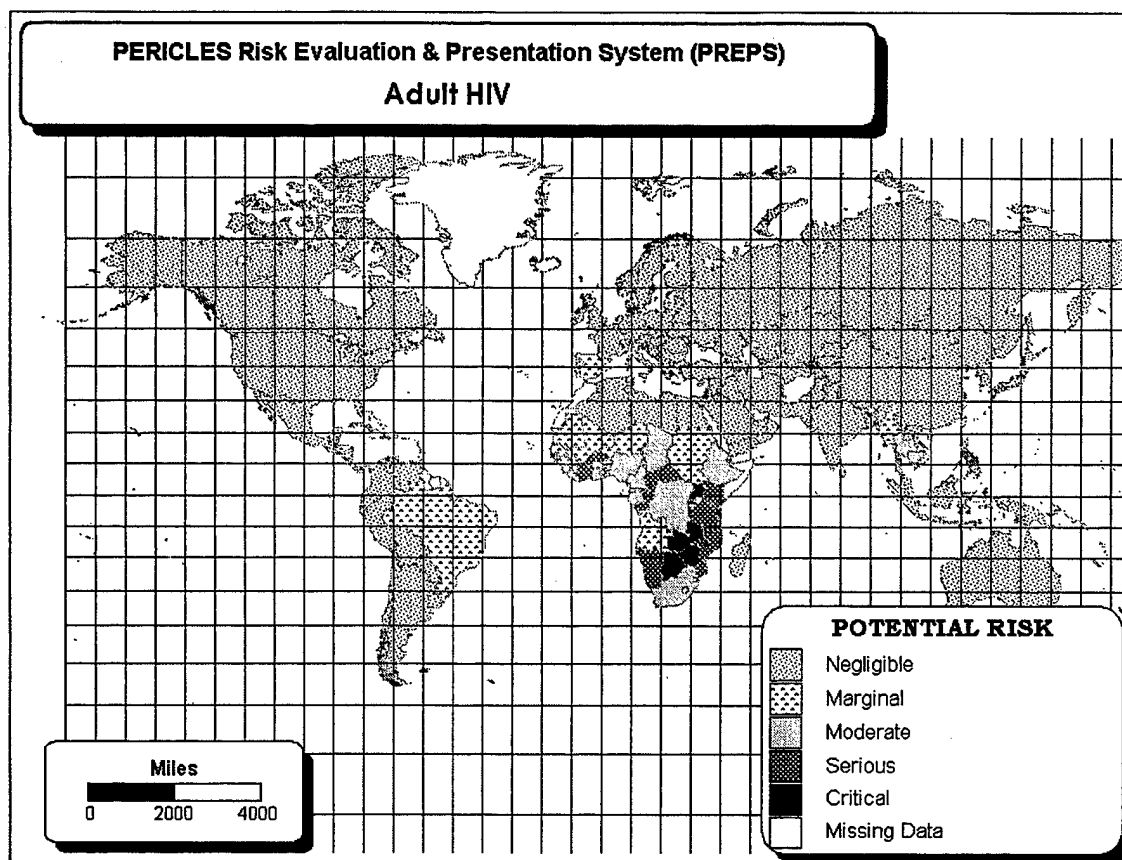 PERICLES Risk Evaluation & Presentation System (PREPS)
Adult HIV
POTENTIAL RISK
Negligible
Marginal
Moderate
Serious
Critical
Missing Data
Miles
0 2000 4000